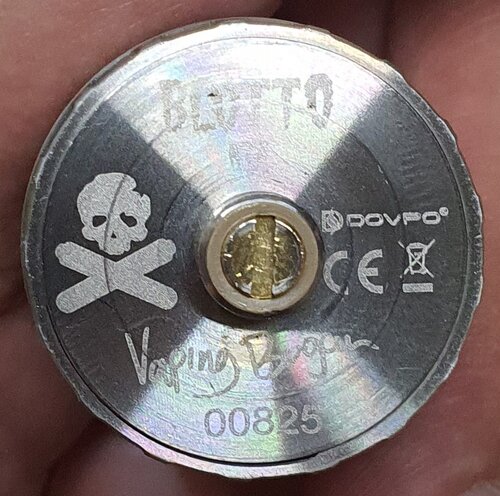 BLOTTO
DOVPO®
CE
Vaping Bogan
00825